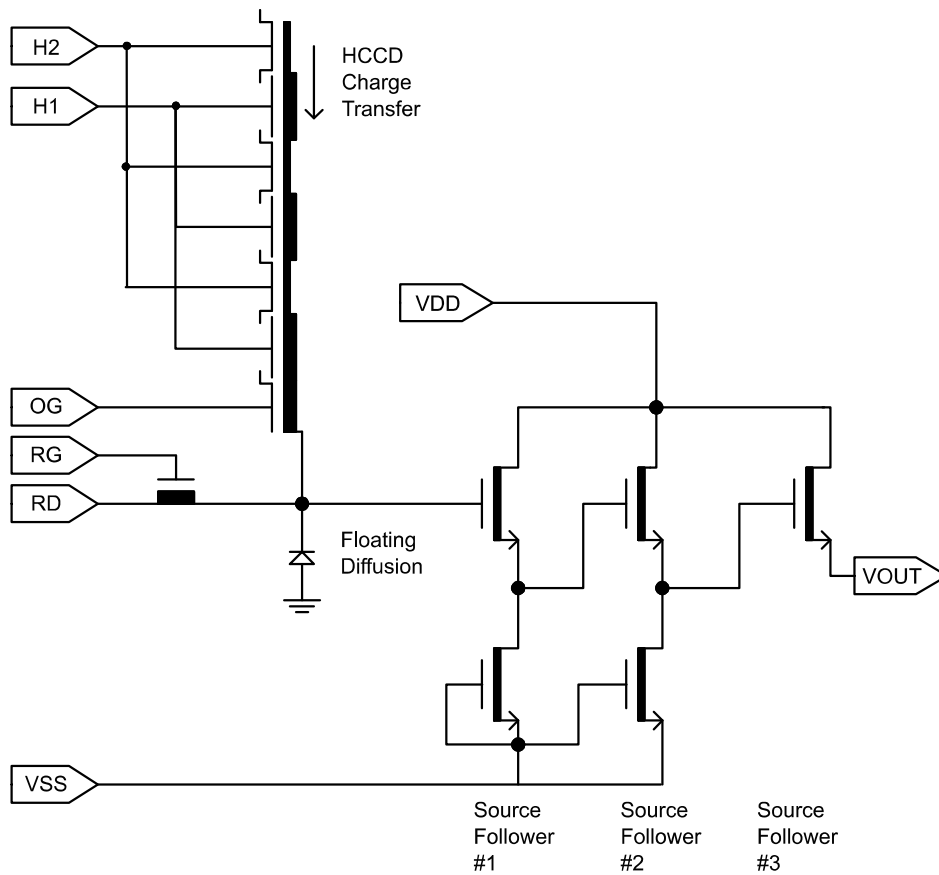 H2
HCCD
Charge
Transfer
H1
VDD
OG
RG
RD
Floating
Diffusion
VOUT
VSS
Source
Follower
#1
Source
Follower
#2
Source
Follower
#3